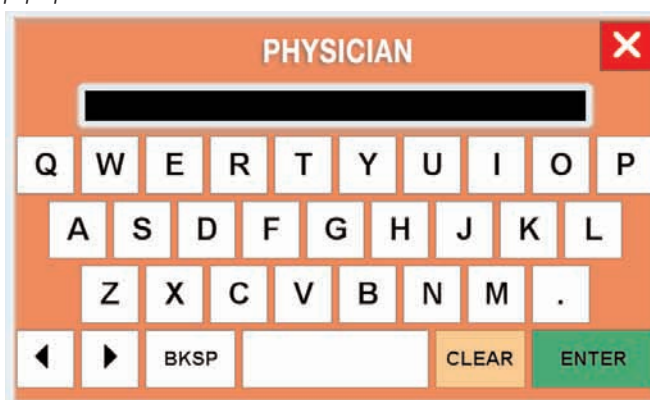 PHYSICIAN
Q W E R T Y U I O P
A S D F G H J K L
Z X C V B N M .
BKSP CLEAR ENTER